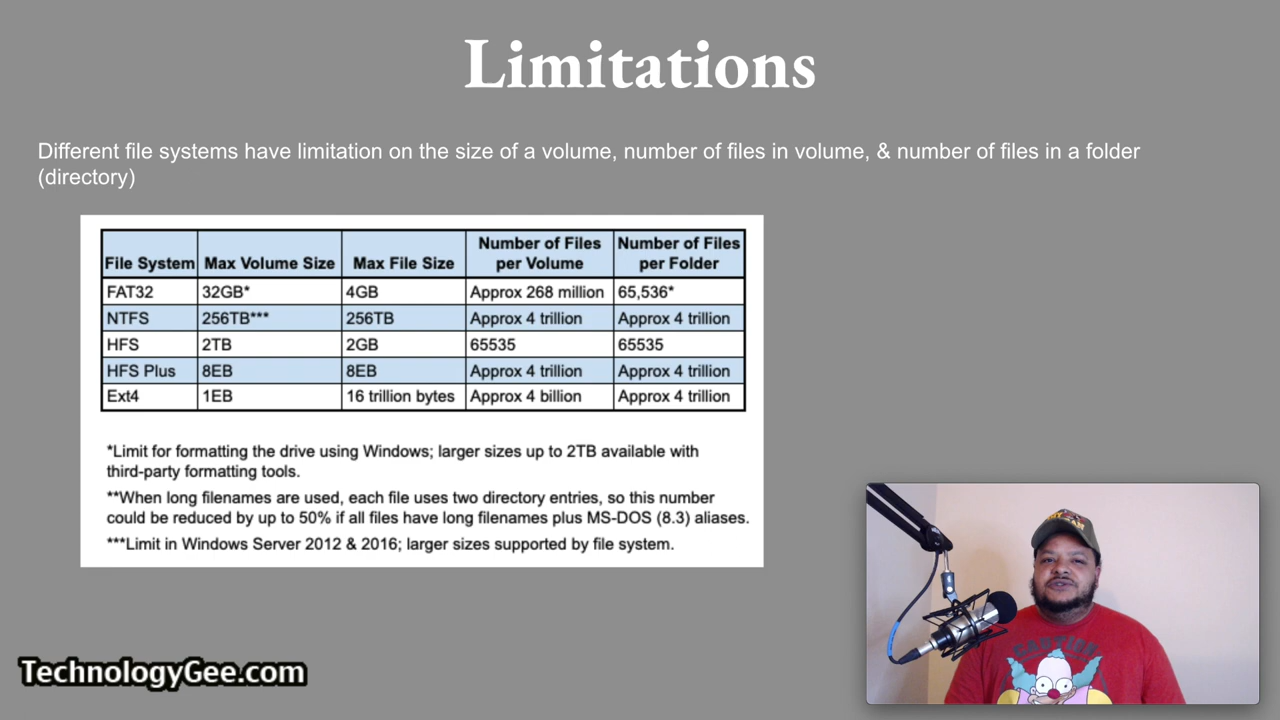 Limitations
Different file systems have limitation on the size of a volume, number of files in volume, & number of files in a folder
(directory)
File System Max Volume Size Max File Size Number of Files per Volume Number of Files per Folder
FAT32 32GB* 4GB Approx 268 million 65,536*
NTFS 256TB*** 256TB Approx 4 trillion Approx 4 trillion
HFS 2TB 2GB 65535 65535
HFS Plus 8EB 8EB Approx 4 trillion Approx 4 trillion
Ext4 1EB 16 trillion bytes Approx 4 billion Approx 4 trillion
*Limit for formatting the drive using Windows; larger sizes up to 2TB available with
third-party formatting tools.
**When long filenames are used, each file uses two directory entries, so this number
could be reduced by up to 50% if all files have long filenames plus MS-DOS (8.3) aliases.
***Limit in Windows Server 2012 & 2016; larger sizes supported by file system.
CAUTION
TechnologyGee.com